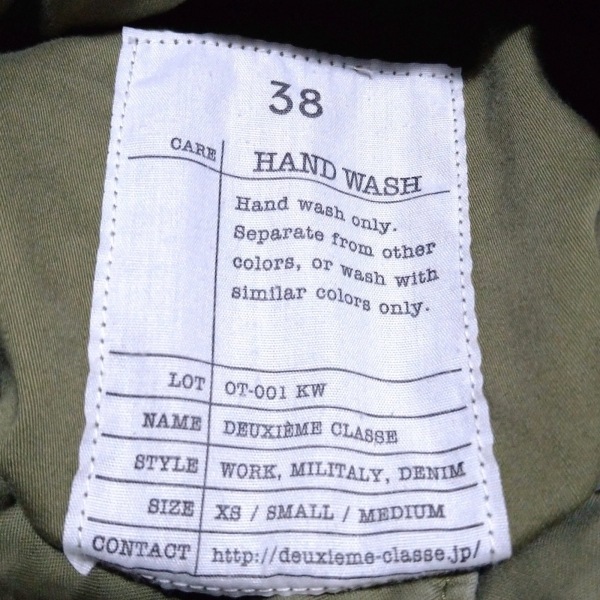 38
CARE HAND WASH
Hand wash only.
Separate from other
colors, or wash with
similar colors only.
LOT OT-001 KW
NAME DEUXIÈME CLASSE
STYLE WORK, MILITALY, DENIM
SIZE XS / SMALL / MEDIUM
CONTACT http://deuxieme-classe.jp/